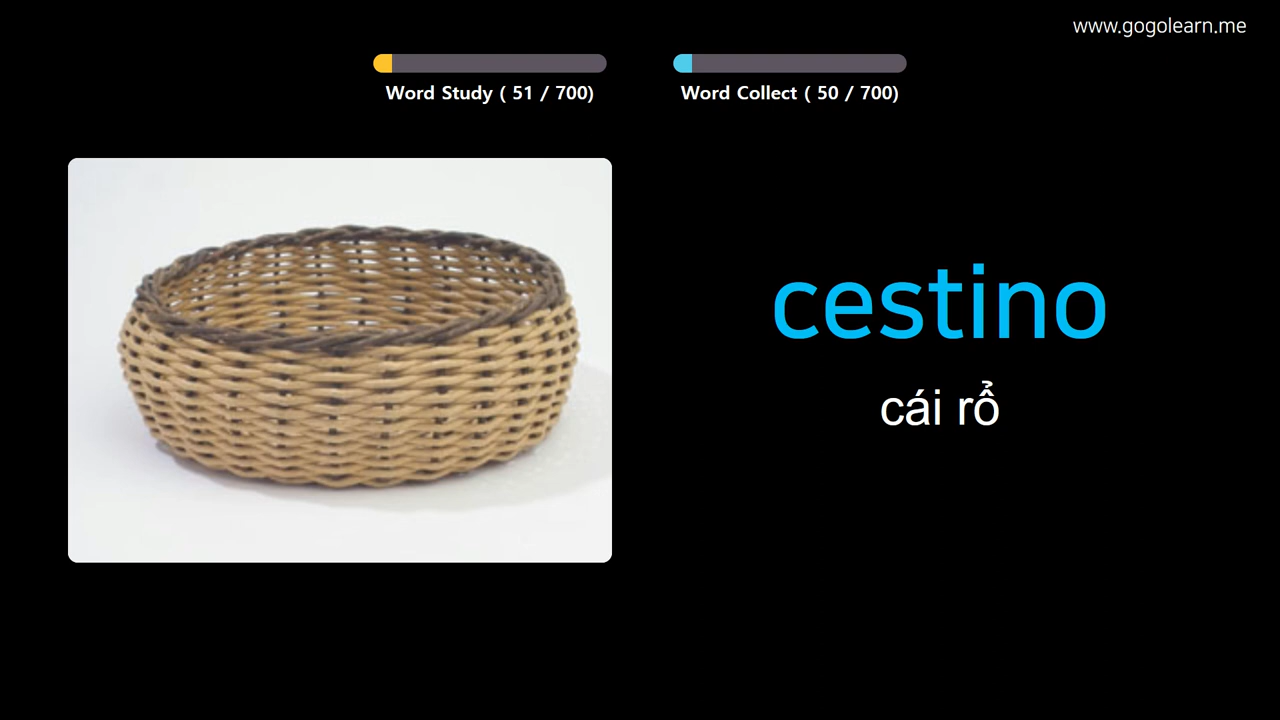 www.gogolearn.me
Word Study ( 51 / 700)
Word Collect ( 50 / 700)
cestino
cái rổ